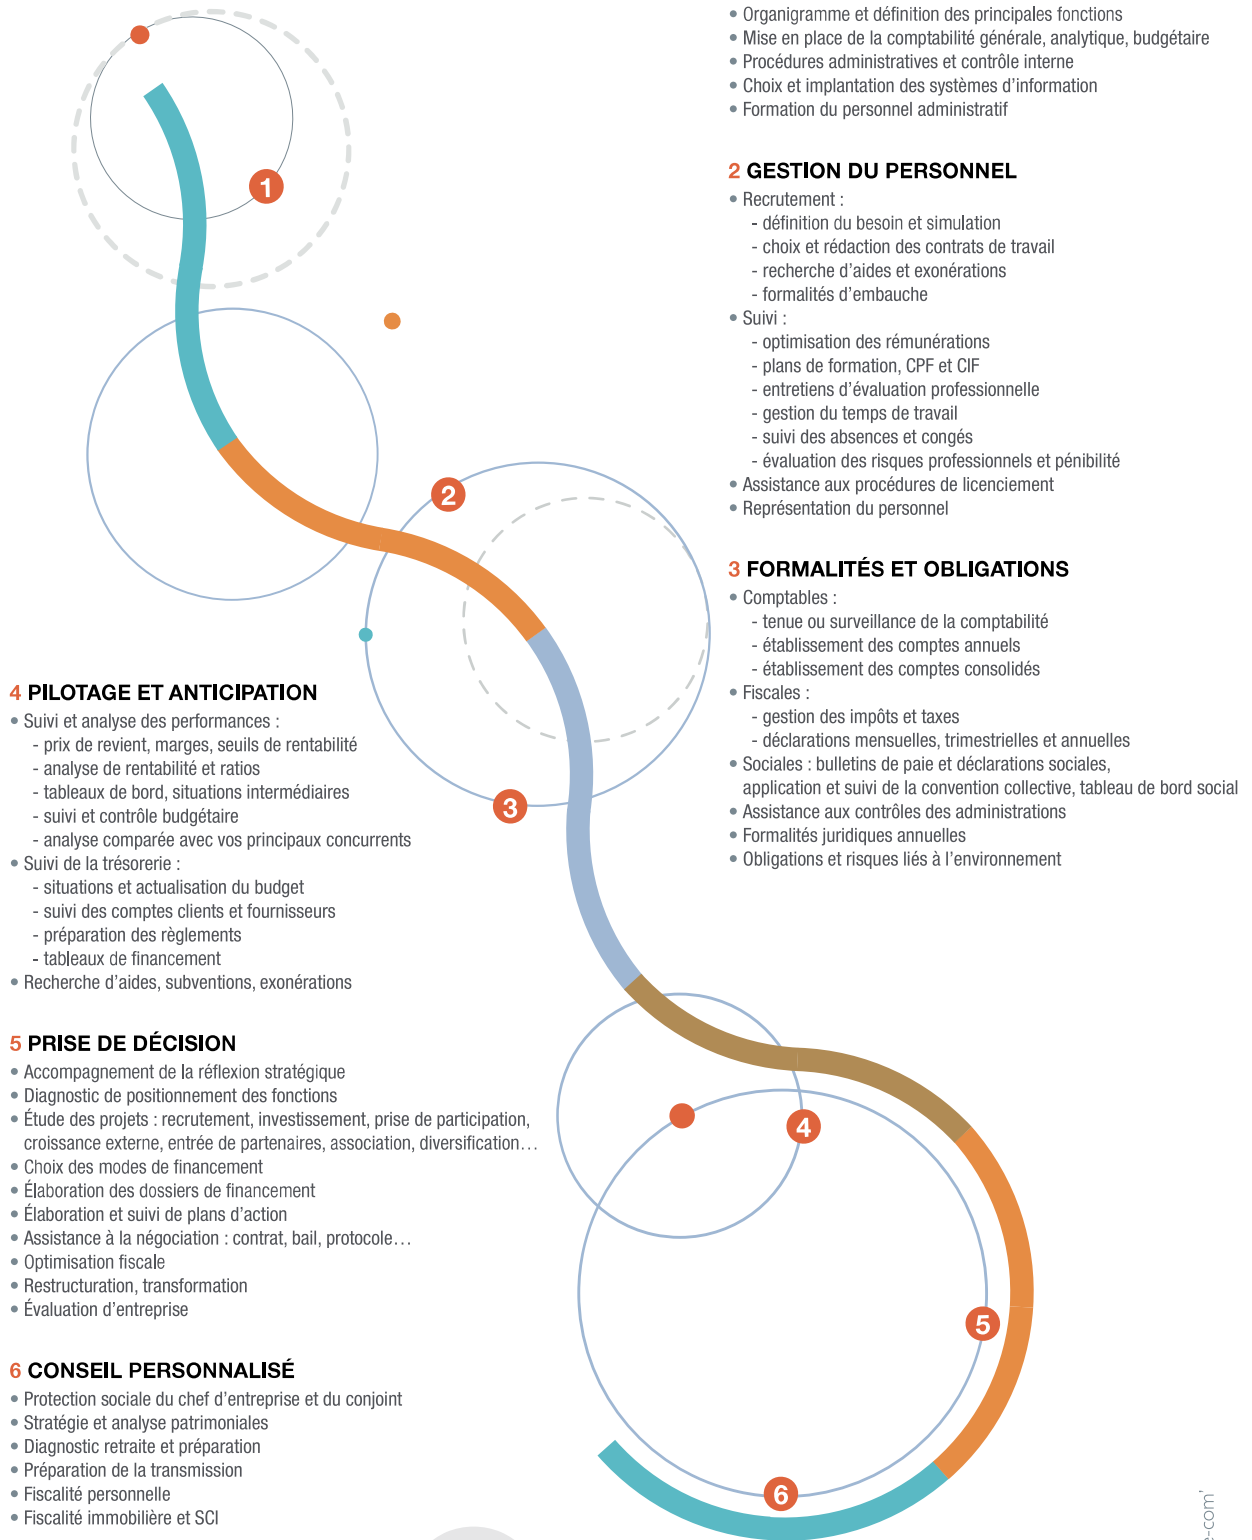 • Organigramme et définition des principales fonctions
• Mise en place de la comptabilité générale, analytique, budgétaire
• Procédures administratives et contrôle interne
• Choix et implantation des systèmes d’information
• Formation du personnel administratif
1
2 GESTION DU PERSONNEL
• Recrutement :
- définition du besoin et simulation
- choix et rédaction des contrats de travail
- recherche d’aides et exonérations
- formalités d’embauche
• Suivi :
- optimisation des rémunérations
- plans de formation, CPF et CIF
- entretiens d’évaluation professionnelle
- gestion du temps de travail
- suivi des absences et congés
- évaluation des risques professionnels et pénibilité
• Assistance aux procédures de licenciement
• Représentation du personnel
2
3 FORMALITÉS ET OBLIGATIONS
• Comptables :
- tenue ou surveillance de la comptabilité
- établissement des comptes annuels
- établissement des comptes consolidés
• Fiscales :
- gestion des impôts et taxes
- déclarations mensuelles, trimestrielles et annuelles
• Sociales : bulletins de paie et déclarations sociales,
application et suivi de la convention collective, tableau de bord social
• Assistance aux contrôles des administrations
• Formalités juridiques annuelles
• Obligations et risques liés à l’environnement
3
4 PILOTAGE ET ANTICIPATION
• Suivi et analyse des performances :
- prix de revient, marges, seuils de rentabilité
- analyse de rentabilité et ratios
- tableaux de bord, situations intermédiaires
- suivi et contrôle budgétaire
- analyse comparée avec vos principaux concurrents
• Suivi de la trésorerie :
- situations et actualisation du budget
- suivi des comptes clients et fournisseurs
- préparation des règlements
- tableaux de financement
• Recherche d’aides, subventions, exonérations
5 PRISE DE DÉCISION
• Accompagnement de la réflexion stratégique
• Diagnostic de positionnement des fonctions
• Étude des projets : recrutement, investissement, prise de participation,
croissance externe, entrée de partenaires, association, diversification…
• Choix des modes de financement
• Élaboration des dossiers de financement
• Élaboration et suivi de plans d’action
• Assistance à la négociation : contrat, bail, protocole…
• Optimisation fiscale
• Restructuration, transformation
• Évaluation d’entreprise
4
5
6 CONSEIL PERSONNALISÉ
• Protection sociale du chef d’entreprise et du conjoint
• Stratégie et analyse patrimoniales
• Diagnostic retraite et préparation
• Préparation de la transmission
• Fiscalité personnelle
• Fiscalité immobilière et SCI
6
e-com'